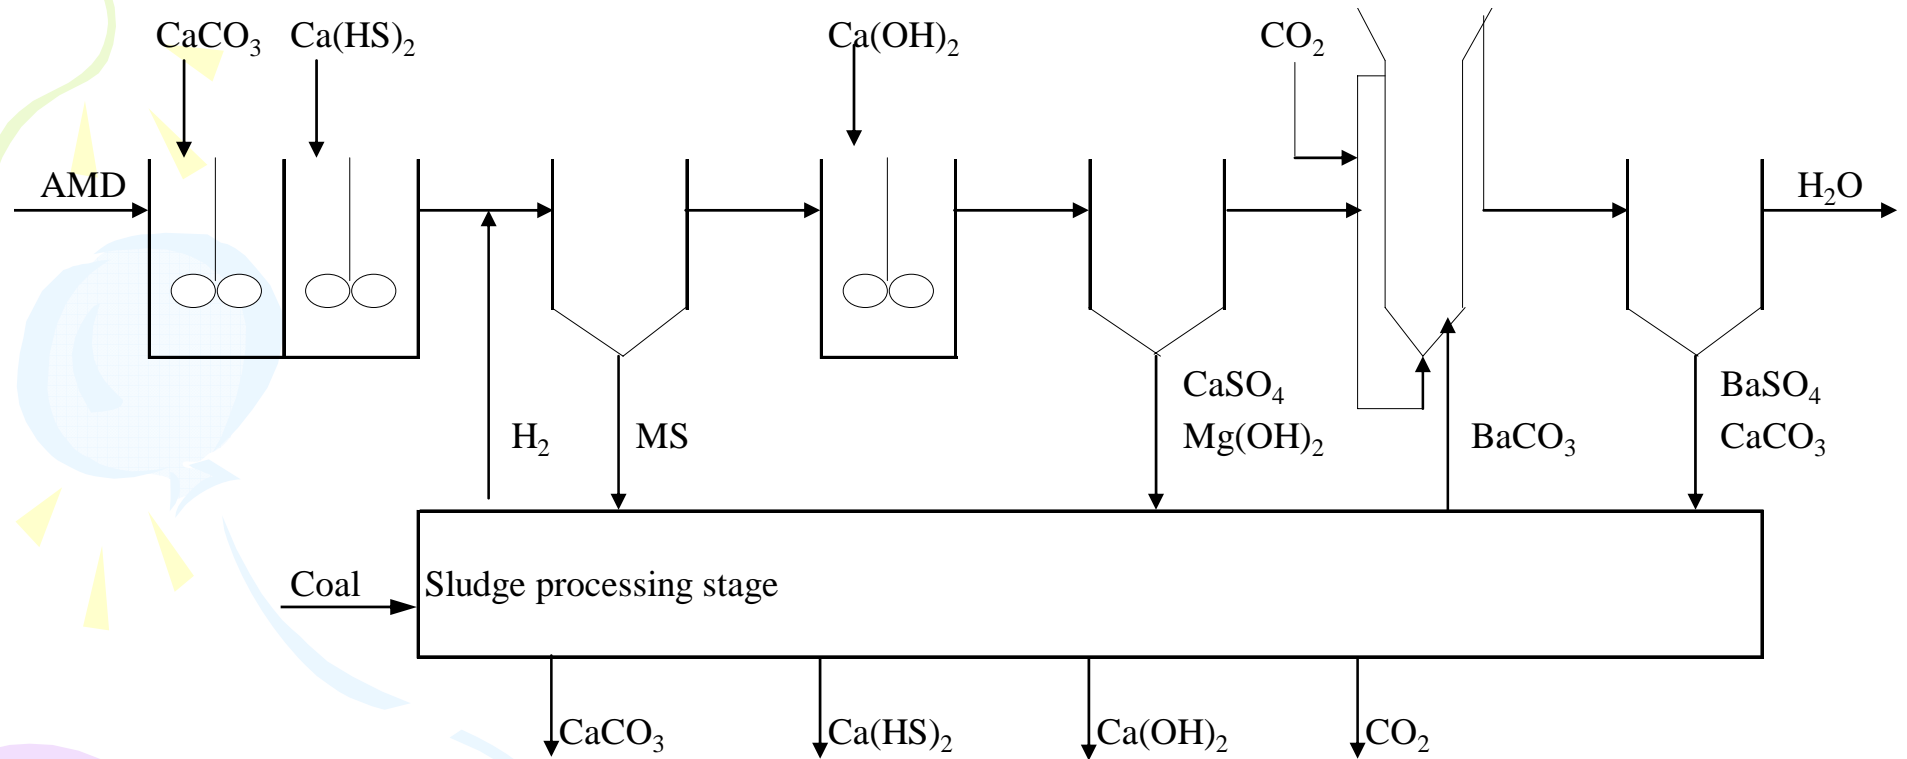 CaCO₃ Ca(HS)₂ Ca(OH)₂ CO₂
AMD H₂O
CaSO₄ BaSO₄
H₂ MS Mg(OH)₂ BaCO₃ CaCO₃
Coal Sludge processing stage
CaCO₃ Ca(HS)₂ Ca(OH)₂ CO₂